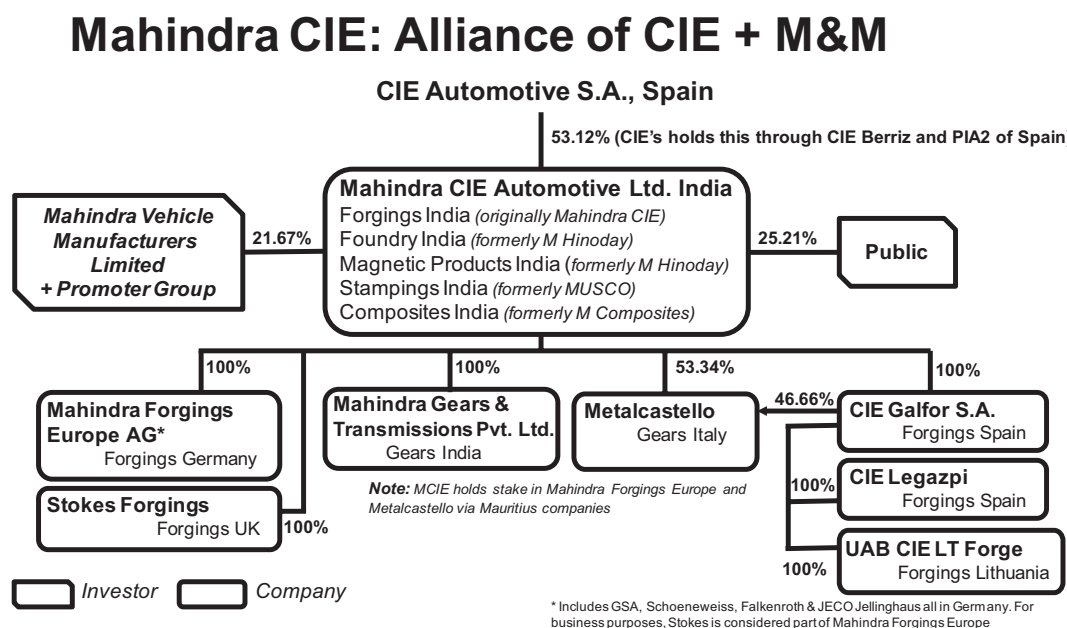 Mahindra CIE: Alliance of CIE + M&M
CIE Automotive S.A., Spain
53.12% (CIE's holds this through CIE Berriz and PIA2 of Spain)
Mahindra Vehicle
Manufacturers
Limited
+ Promoter Group
21.67%
Mahindra CIE Automotive Ltd. India
Forgings India (originally Mahindra CIE)
Foundry India (formerly M Hinoday)
Magnetic Products India (formerly M Hinoday)
Stampings India (formerly MUSCO)
Composites India (formerly M Composites)
25.21%
Public
100%
100%
53.34%
100%
Mahindra Forgings
Europe AG*
Forgings Germany
Mahindra Gears &
Transmissions Pvt. Ltd.
Gears India
Metalcastello
Gears Italy
46.66%
CIE Galfor S.A.
Forgings Spain
Stokes Forgings
Forgings UK
100%
Note: MCIE holds stake in Mahindra Forgings Europe and
Metalcastello via Mauritius companies
100%
CIE Legazpi
Forgings Spain
100%
UAB CIE LT Forge
Forgings Lithuania
Investor
Company
* Includes GSA, Schoeneweiss, Falkenroth & JECO Jellinghaus all in Germany. For
business purposes, Stokes is considered part of Mahindra Forgings Europe